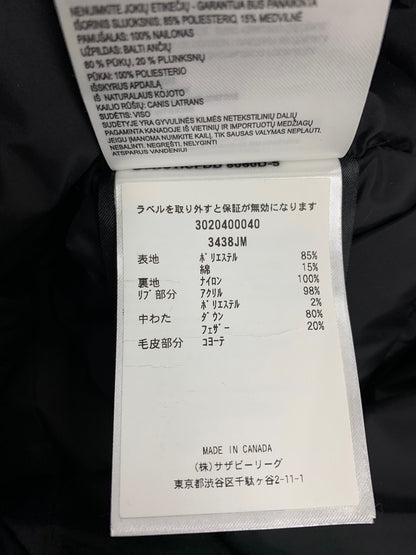 NENUIMKITE JOKIŲ ETIKEČIŲ - GARANTIJA BUS PANAIKINTA
IŠORINIS SLUOKSNIS: 85% POLIESTERIO 15% MEDVILNĖ
PAMUŠALAS: 100% NAILONAS
UŽPILDAS: BALTI ANČIŲ
80 % PŪKŲ, 20 % PLUNKSNŲ
PŪKAI: 100% POLIESTERIO
IŠSKYRUS APDAILĄ
IŠ NATURALAUS KOJOTO
KAILIO RŪŠIS: CANIS LATRANS
SUDĖTIS: VISO
SUDĖTYJE YRA GYVULINĖS KILMĖS NETEKSTILINIŲ DALIŲ
PAGAMINTA KANADOJE IŠ VIETINIŲ IR IMPORTUOTŲ MEDŽIAGŲ
JEIGU ĮMANOMA NUIMKITE KAILĮ. TIK SAUSAS VALYMAS NEPLAUTI,
NEBALINTI. NEGREŠTI. NELYGINTI
ATSPARUS VANDENIUI
ラベルを取り外すと保証が無効になります
3020400040
3438JM
表地 ﾎﾟﾘｴｽﾃﾙ 85%
綿 15%
裏地 ﾅｲﾛﾝ 100%
ﾘﾌﾞ部分 ｱｸﾘﾙ 98%
ﾎﾟﾘｴｽﾃﾙ 2%
中わた ﾀﾞｳﾝ 80%
ﾌｪｻﾞｰ 20%
毛皮部分 ｺﾖｰﾃ
MADE IN CANADA
(株)サザビーリーグ
東京都渋谷区千駄ヶ谷2-11-1